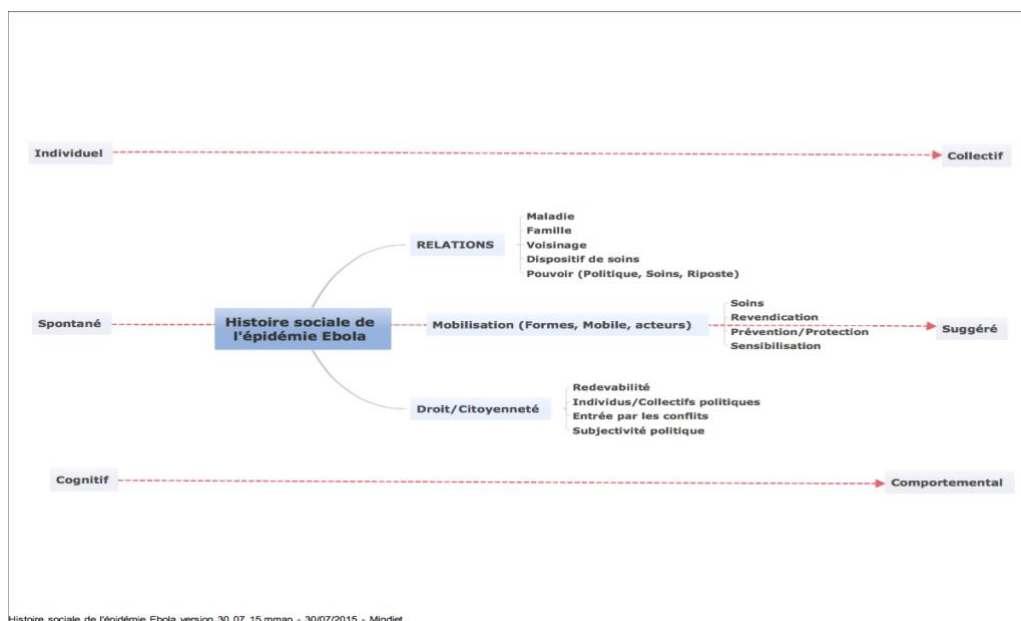 Individuel
Collectif
RELATIONS
Maladie
Famille
Voisinage
Dispositif de soins
Pouvoir (Politique, Soins, Riposte)
Spontané
Histoire sociale de
l'épidémie Ebola
Mobilisation (Formes, Mobile, acteurs)
Soins
Revendication
Prévention/Protection
Sensibilisation
Suggéré
Droit/Citoyenneté
Redevabilité
Individus/Collectifs politiques
Entrée par les conflits
Subjectivité politique
Cognitif
Comportemental
Histoire sociale de l'épidémie Ebola version 30 07 15.mmap - 30/07/2015 - Mindjet